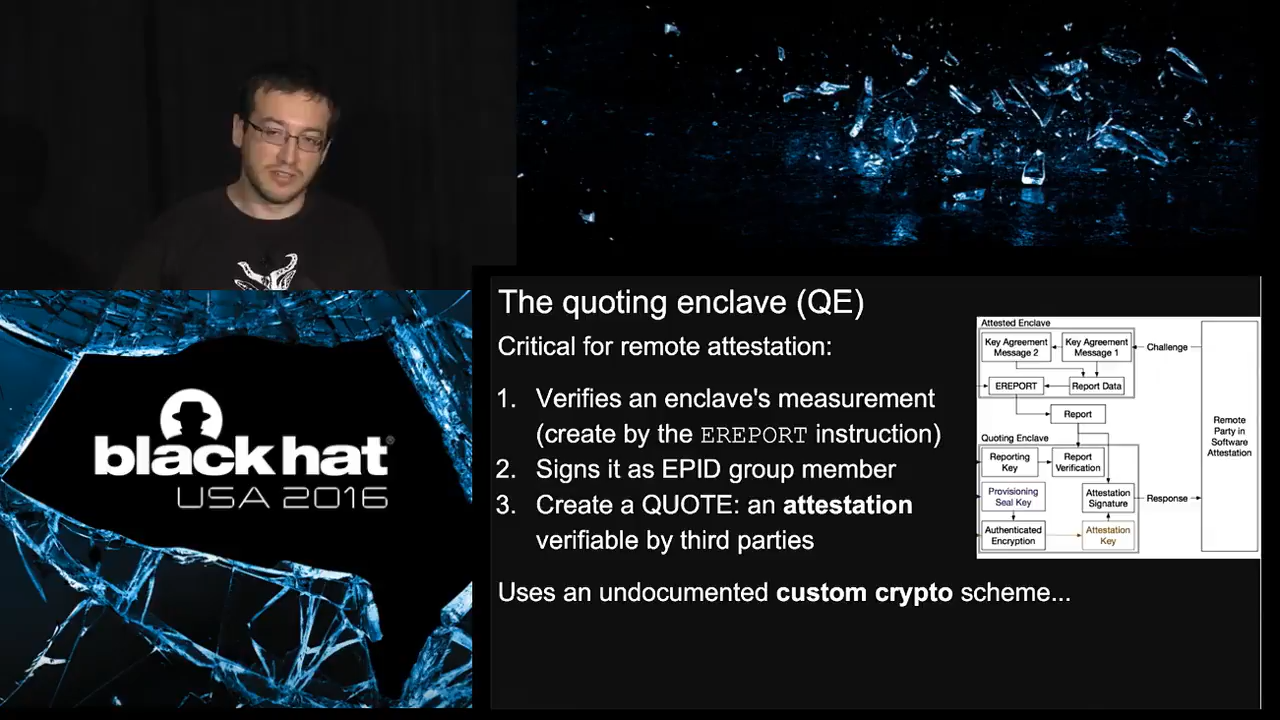 black hat®
USA 2016
The quoting enclave (QE)
Critical for remote attestation:
1. Verifies an enclave's measurement
(create by the EREPORT instruction)
2. Signs it as EPID group member
3. Create a QUOTE: an attestation
verifiable by third parties
Uses an undocumented custom crypto scheme...
Attested Enclave
Key Agreement
Message 2
Key Agreement
Message 1
Challenge
EREPORT
Report Data
Report
Remote
Party in
Software
Attestation
Quoting Enclave
Reporting
Key
Report
Verification
Provisioning
Seal Key
Attestation
Signature
Response
Authenticated
Encryption
Attestation
Key